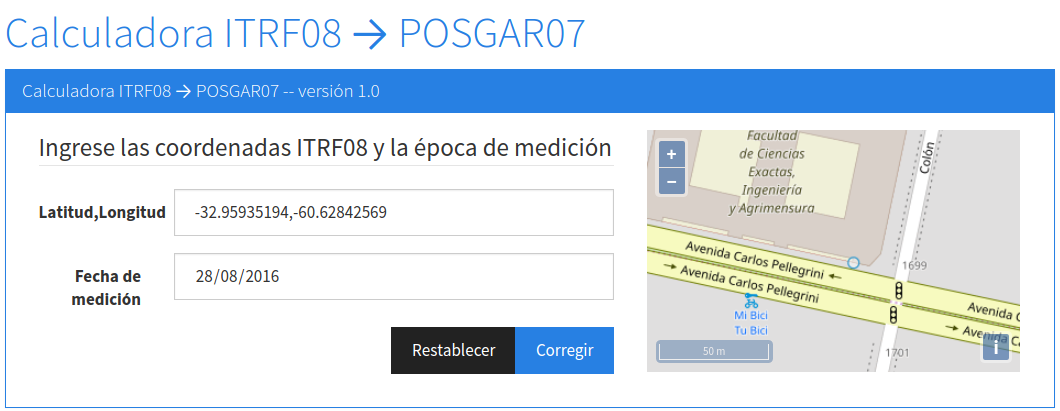 Calculadora ITRF08 → POSGAR07
Calculadora ITRF08 → POSGAR07 -- versión 1.0
Ingrese las coordenadas ITRF08 y la época de medición
Latitud,Longitud
-32.95935194,-60.62842569
Fecha de
medición
28/08/2016
Restablecer
Corregir
+
−
Facultad
de Ciencias
Exactas,
Ingeniería
y Agrimensura
Colón
Avenida Carlos Pellegrini ←
→ Avenida Carlos Pellegrini
1699
Mi Bici
Tu Bici
Avenida C
→ Avenida Ca
50 m
1701
i